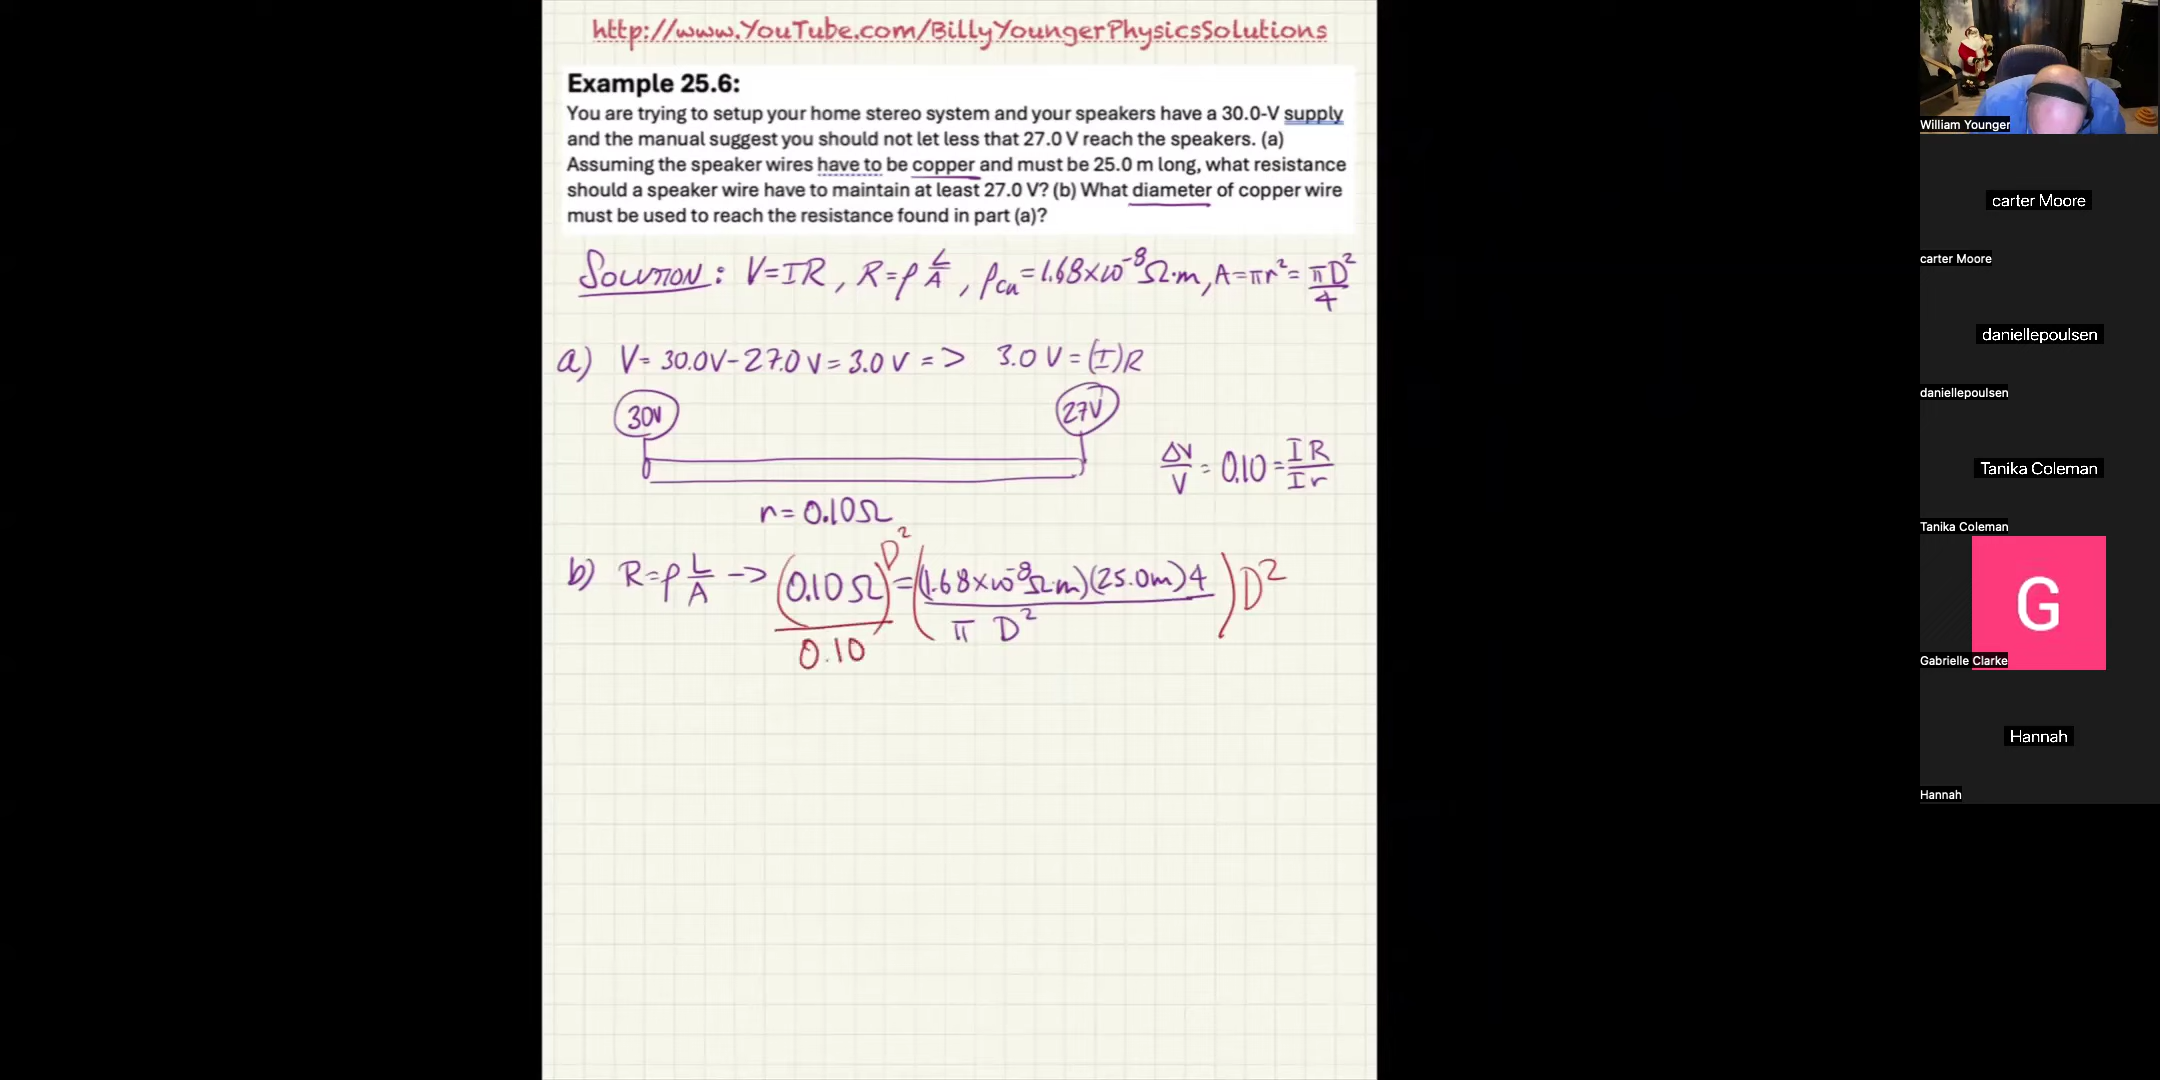 http://www.YouTube.com/BillyYoungerPhysicsSolutions
Example 25.6:
You are trying to setup your home stereo system and your speakers have a 30.0-V supply
and the manual suggest you should not let less that 27.0 V reach the speakers. (a)
Assuming the speaker wires have to be copper and must be 25.0 m long, what resistance
should a speaker wire have to maintain at least 27.0 V? (b) What diameter of copper wire
must be used to reach the resistance found in part (a)?
SOLUTION: V=IR, R=ρ L/A, ρcu=1.68×10⁻⁸Ω·m, A=πr²=πD²/4
a) V= 30.0V-27.0V=3.0V => 3.0 V=(I)R
30V 27V
ΔV/V = 0.10 = IR/Ir
r= 0.10Ω
b) R=ρ L/A -> (0.10Ω)D²/0.10 = ((1.68×10⁻⁸Ω·m)(25.0m)4/π D²)D²
William Younger
carter Moore
carter Moore
daniellepoulsen
daniellepoulsen
Tanika Coleman
Tanika Coleman
G
Gabrielle Clarke
Hannah
Hannah